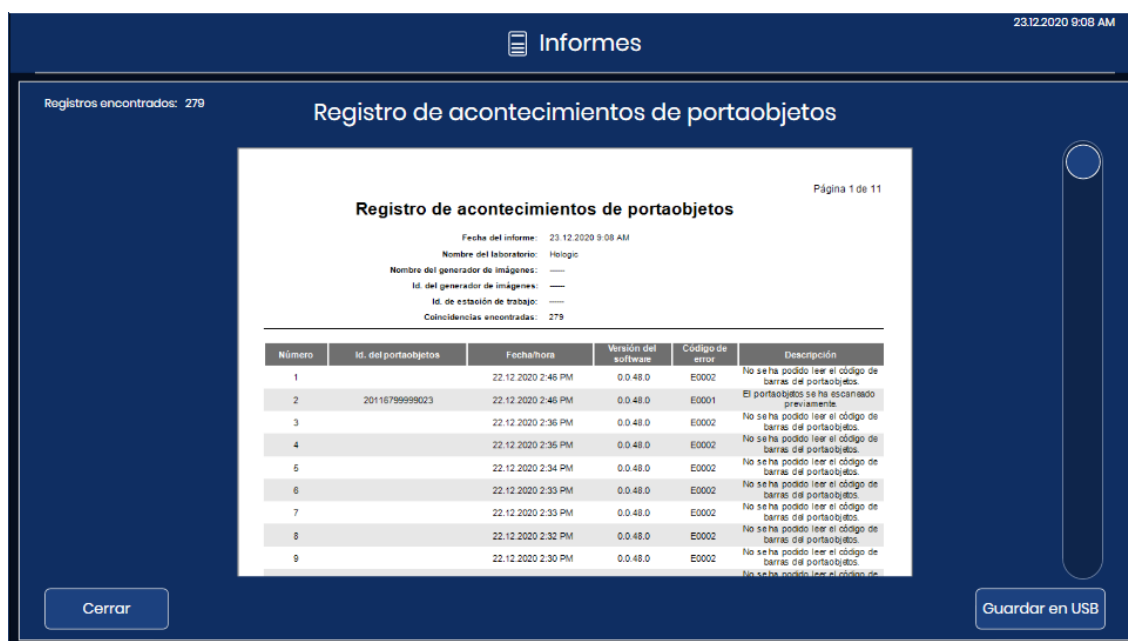 23.12.2020 9:08 AM
Informes
Registros encontrados: 279
Registro de acontecimientos de portaobjetos
Página 1 de 11
Registro de acontecimientos de portaobjetos
Fecha del informe: 23.12.2020 9:08 AM
Nombre del laboratorio: Hologic
Nombre del generador de imágenes: -----
Id. del generador de imágenes: -----
Id. de estación de trabajo: -----
Coincidencias encontradas: 279
Número Id. del portaobjetos Fecha/hora Versión del software Código de error Descripción
1 22.12.2020 2:46 PM 0.0.48.0 E0002 No se ha podido leer el código de barras del portaobjetos.
2 20116799999023 22.12.2020 2:46 PM 0.0.48.0 E0001 El portaobjetos se ha escaneado previamente.
3 22.12.2020 2:36 PM 0.0.48.0 E0002 No se ha podido leer el código de barras del portaobjetos.
4 22.12.2020 2:35 PM 0.0.48.0 E0002 No se ha podido leer el código de barras del portaobjetos.
5 22.12.2020 2:34 PM 0.0.48.0 E0002 No se ha podido leer el código de barras del portaobjetos.
6 22.12.2020 2:33 PM 0.0.48.0 E0002 No se ha podido leer el código de barras del portaobjetos.
7 22.12.2020 2:33 PM 0.0.48.0 E0002 No se ha podido leer el código de barras del portaobjetos.
8 22.12.2020 2:32 PM 0.0.48.0 E0002 No se ha podido leer el código de barras del portaobjetos.
9 22.12.2020 2:30 PM 0.0.48.0 E0002 No se ha podido leer el código de barras del portaobjetos.
No se ha podido leer el código de
Cerrar
Guardar en USB